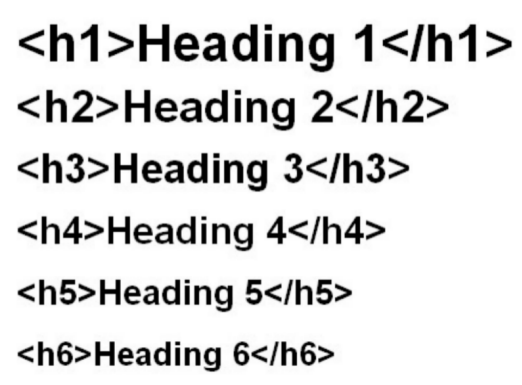 <h1>Heading 1</h1>
<h2>Heading 2</h2>
<h3>Heading 3</h3>
<h4>Heading 4</h4>
<h5>Heading 5</h5>
<h6>Heading 6</h6>